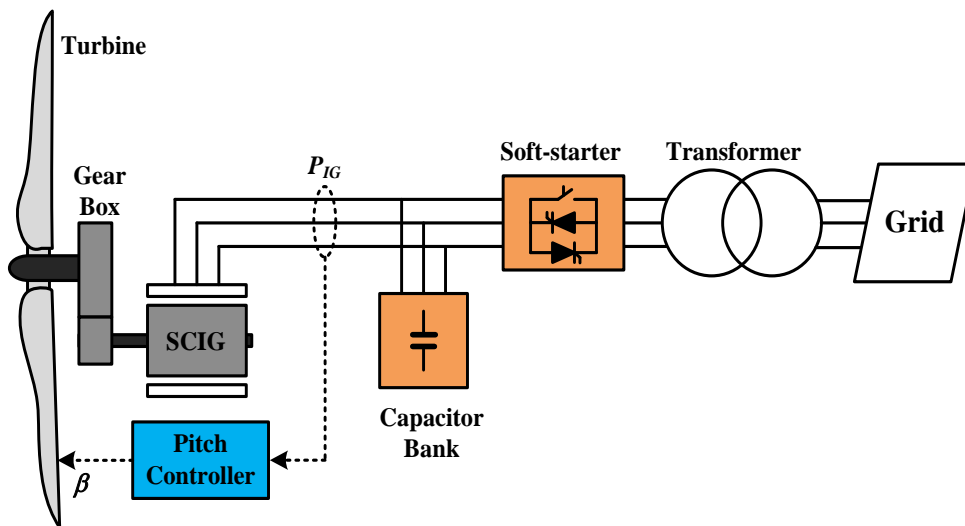 Turbine
Gear
Box
P_IG
Soft-starter
Transformer
Grid
SCIG
Capacitor
Bank
Pitch
Controller
β